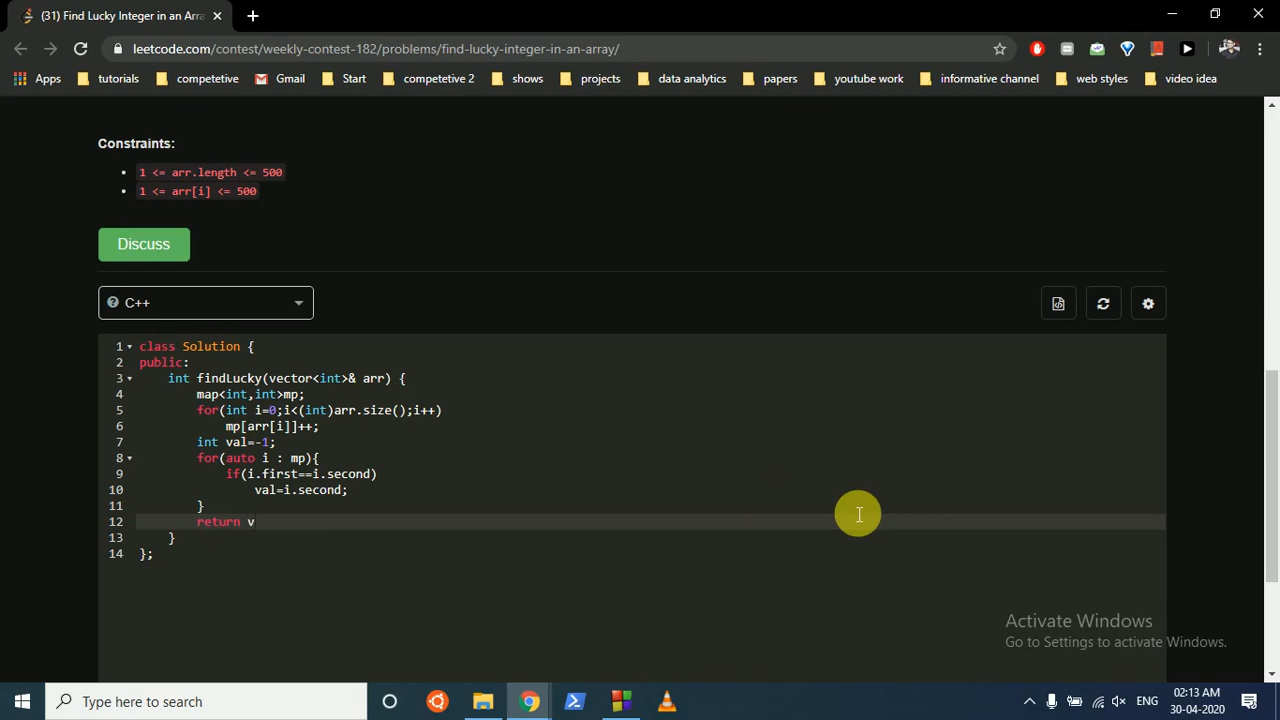 (31) Find Lucky Integer in an Arra
leetcode.com/contest/weekly-contest-182/problems/find-lucky-integer-in-an-array/
Apps tutorials competetive Gmail Start competetive 2 shows projects data analytics papers youtube work informative channel web styles video idea
Constraints:
1 <= arr.length <= 500
1 <= arr[i] <= 500
Discuss
C++
1 class Solution {
2 public:
3 int findLucky(vector<int>& arr) {
4 map<int,int>mp;
5 for(int i=0;i<(int)arr.size();i++)
6 mp[arr[i]]++;
7 int val=-1;
8 for(auto i : mp){
9 if(i.first==i.second)
10 val=i.second;
11 }
12 return v
13 }
14 };
Activate Windows
Go to Settings to activate Windows.
Type here to search
ENG
02:13 AM
30-04-2020